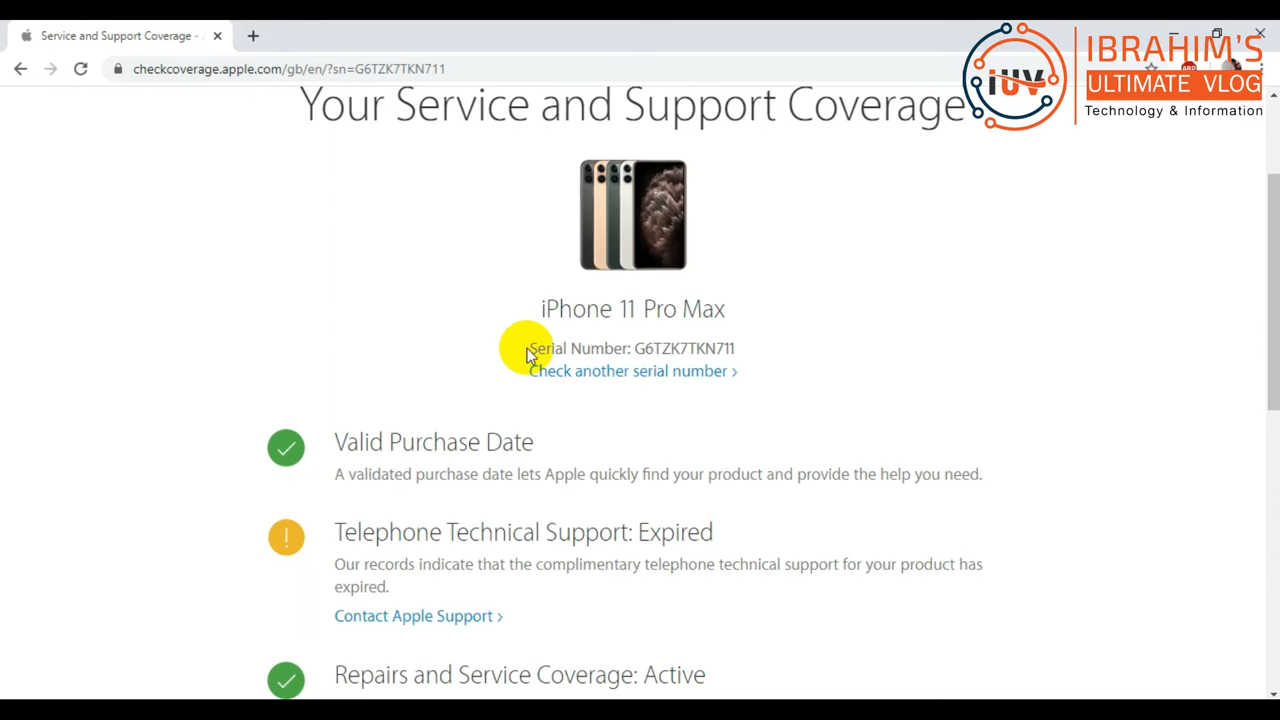 Service and Support Coverage -
checkcoverage.apple.com/gb/en/?sn=G6TZK7TKN711
IUV
IBRAHIM'S
ULTIMATE VLOG
Technology & Information
Your Service and Support Coverage
iPhone 11 Pro Max
Serial Number: G6TZK7TKN711
Check another serial number >
Valid Purchase Date
A validated purchase date lets Apple quickly find your product and provide the help you need.
Telephone Technical Support: Expired
Our records indicate that the complimentary telephone technical support for your product has
expired.
Contact Apple Support >
Repairs and Service Coverage: Active